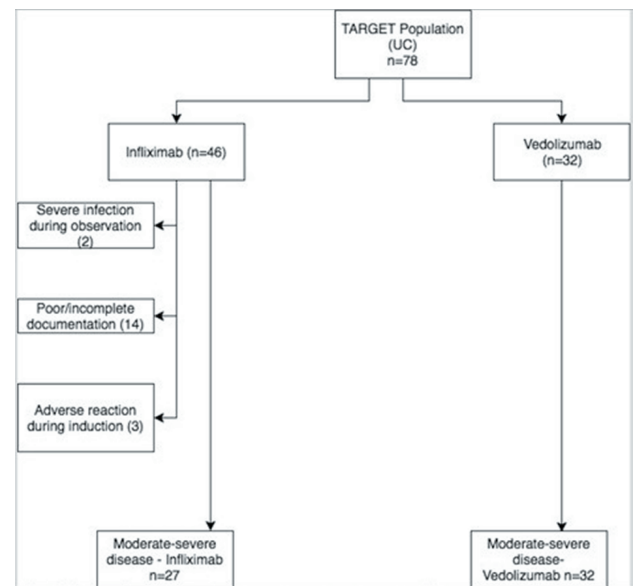 TARGET Population
(UC)
n=78
Infliximab (n=46)
Vedolizumab
(n=32)
Severe infection
during observation
(2)
Poor/incomplete
documentation (14)
Adverse reaction
during induction (3)
Moderate-severe
disease - Infliximab
n=27
Moderate-severe
disease-
Vedolizumab n=32